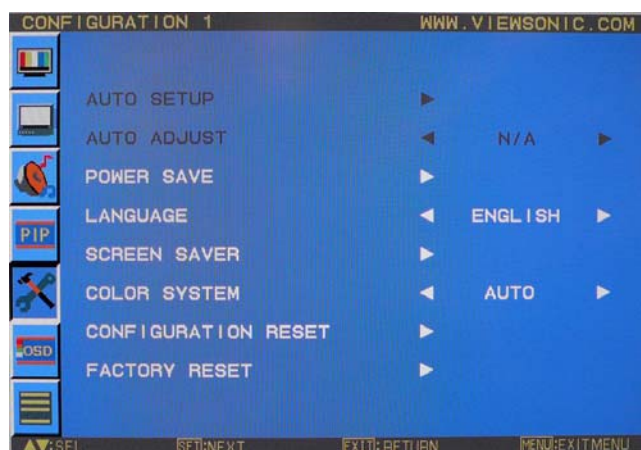 CONFIGURATION 1 WWW.VIEWSONIC.COM
AUTO SETUP ▶
AUTO ADJUST ◀ N/A ▶
POWER SAVE ▶
LANGUAGE ◀ ENGLISH ▶
PIP
SCREEN SAVER ▶
COLOR SYSTEM ◀ AUTO ▶
CONFIGURATION RESET ▶
OSD
FACTORY RESET ▶
▲▼:SEL SET:NEXT EXIT:RETURN MENU:EXITMENU